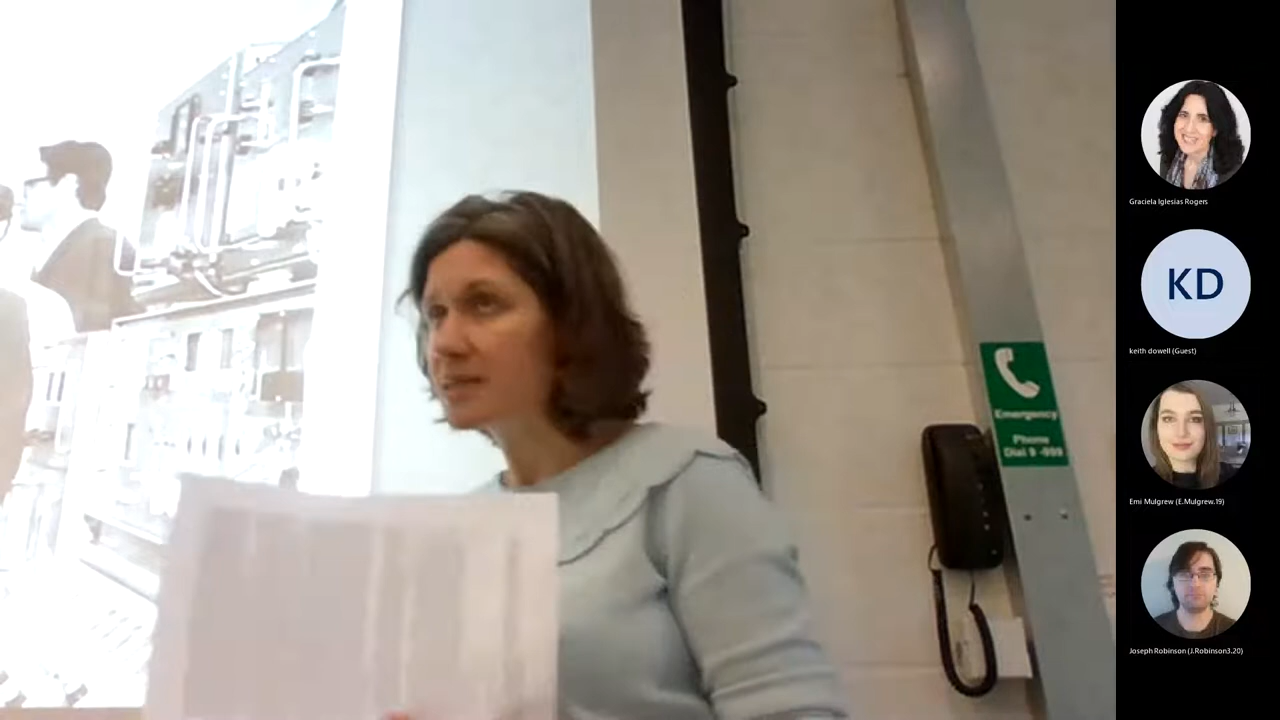 Graciela Iglesias Rogers
KD
keith dowell (Guest)
Emergency
Phone
Dial 9 -999
Emi Mulgrew (E.Mulgrew.19)
Joseph Robinson (J.Robinson3.20)